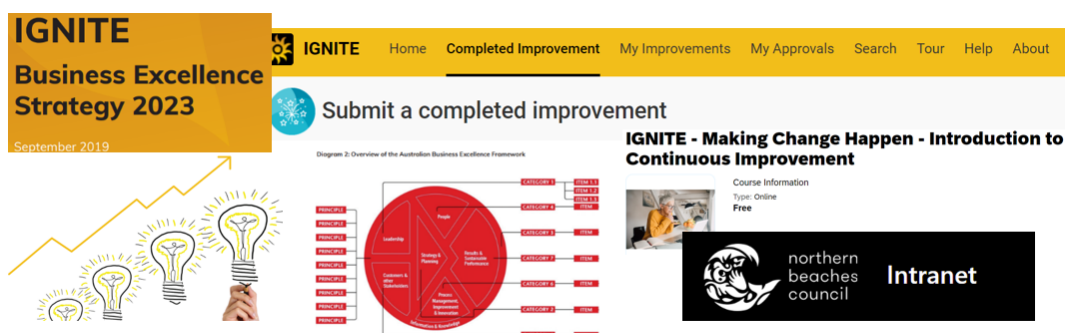 IGNITE
Business Excellence
Strategy 2023
September 2019
IGNITE
Home
Completed Improvement
My Improvements
My Approvals
Search
Tour
Help
About
Submit a completed improvement
IGNITE - Making Change Happen - Introduction to
Continuous Improvement
Course Information
Type: Online
Free
Diagram 2: Overview of the Australian Business Excellence Framework
PRINCIPLE
PRINCIPLE
PRINCIPLE
PRINCIPLE
PRINCIPLE
PRINCIPLE
PRINCIPLE
PRINCIPLE
PRINCIPLE
Leadership
People
Strategy &
Planning
Results &
Sustainable
Performance
Customers &
other
Stakeholders
Process
Management,
Improvement
& Innovation
Information & Knowledge
CATEGORY 1
ITEM 1.1
ITEM 1.2
ITEM 1.3
CATEGORY 4
ITEM
CATEGORY 5
ITEM
CATEGORY 7
ITEM
CATEGORY 6
ITEM
CATEGORY 2
ITEM
northern
beaches
council
Intranet